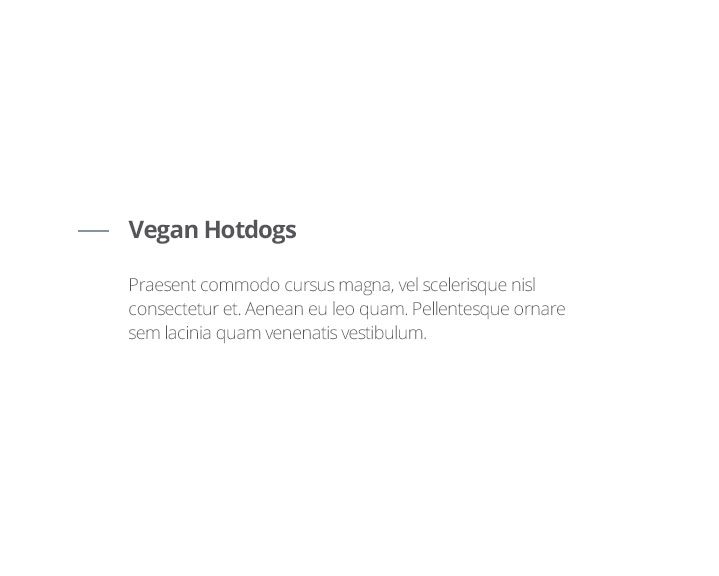 Vegan Hotdogs
Praesent commodo cursus magna, vel scelerisque nisl
consectetur et. Aenean eu leo quam. Pellentesque ornare
sem lacinia quam venenatis vestibulum.